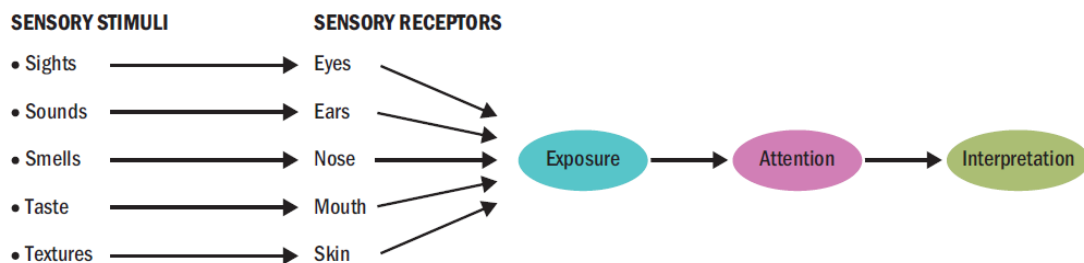 SENSORY STIMULI SENSORY RECEPTORS
• Sights Eyes
• Sounds Ears
• Smells Nose Exposure Attention Interpretation
• Taste Mouth
• Textures Skin